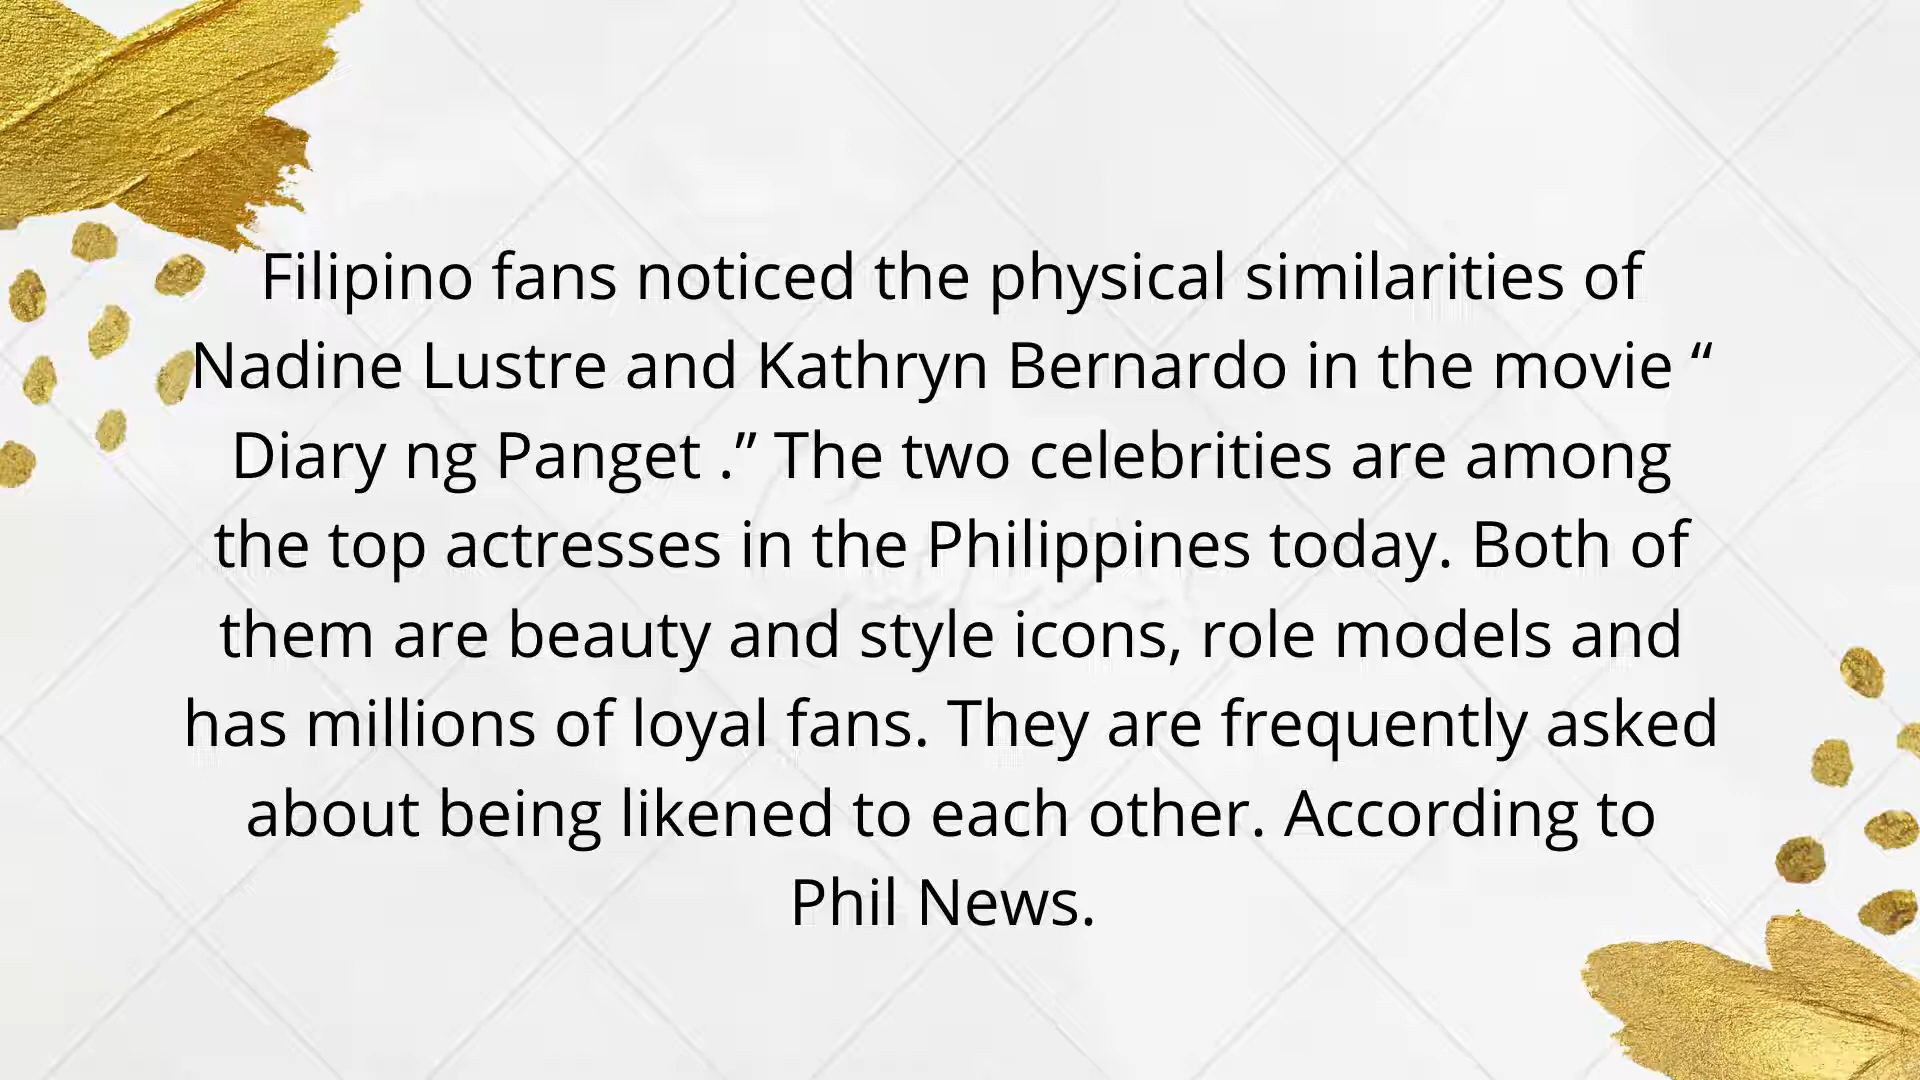 Filipino fans noticed the physical similarities of
Nadine Lustre and Kathryn Bernardo in the movie “
Diary ng Panget .” The two celebrities are among
the top actresses in the Philippines today. Both of
them are beauty and style icons, role models and
has millions of loyal fans. They are frequently asked
about being likened to each other. According to
Phil News.